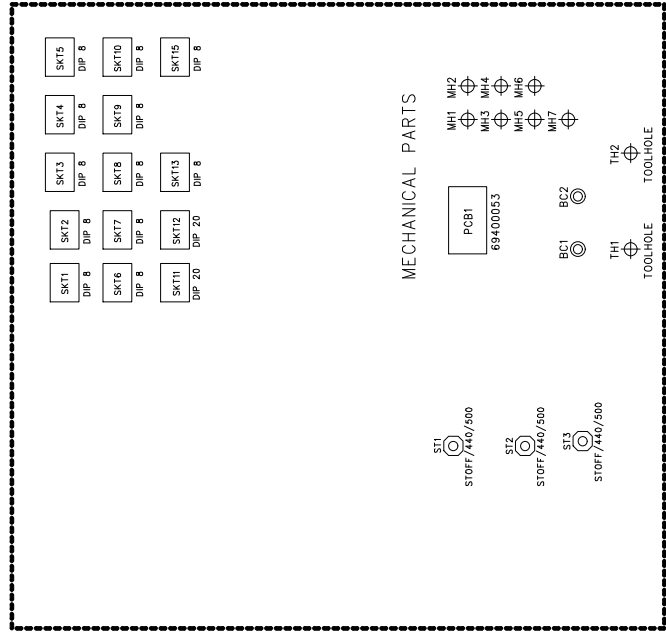 SKT5
DIP 8
SKT10
DIP 8
SKT15
DIP 8
SKT4
DIP 8
SKT9
DIP 8
SKT3
DIP 8
SKT8
DIP 8
SKT13
DIP 8
SKT2
DIP 8
SKT7
DIP 8
SKT12
DIP 20
SKT1
DIP 8
SKT6
DIP 8
SKT11
DIP 20
MECHANICAL PARTS
MH2
MH4
MH6
MH1
MH3
MH5
MH7
PCB1
69400053
BC2
BC1
TH2
TOOLHOLE
TH1
TOOLHOLE
ST1
STOFF/440/500
ST2
STOFF/440/500
ST3
STOFF/440/500